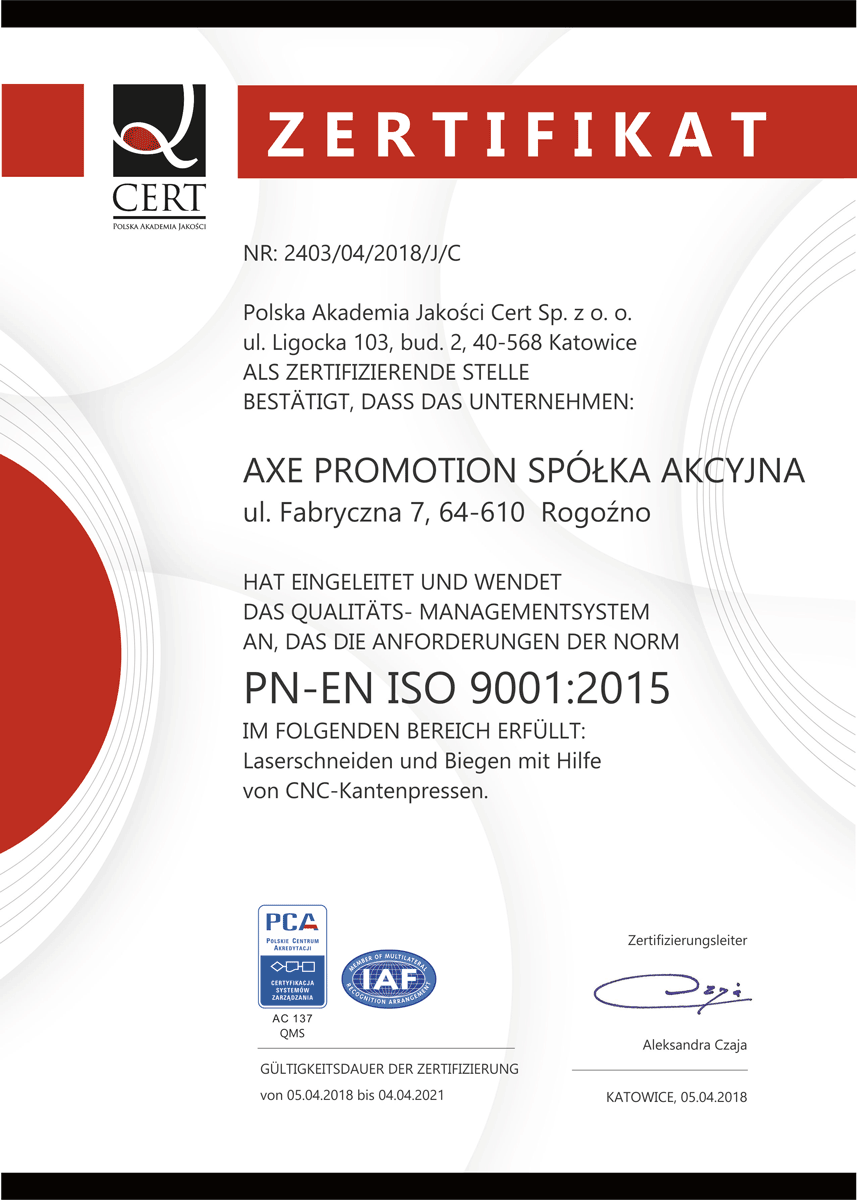 ZERTIFIKAT
CERT
POLSKA AKADEMIA JAKOŚCI
NR: 2403/04/2018/J/C
Polska Akademia Jakości Cert Sp. z o. o.
ul. Ligocka 103, bud. 2, 40-568 Katowice
ALS ZERTIFIZIERENDE STELLE
BESTÄTIGT, DASS DAS UNTERNEHMEN:
AXE PROMOTION SPÓŁKA AKCYJNA
ul. Fabryczna 7, 64-610 Rogoźno
HAT EINGELEITET UND WENDET
DAS QUALITÄTS- MANAGEMENTSYSTEM
AN, DAS DIE ANFORDERUNGEN DER NORM
PN-EN ISO 9001:2015
IM FOLGENDEN BEREICH ERFÜLLT:
Laserschneiden und Biegen mit Hilfe
von CNC-Kantenpressen.
PCA
POLSKIE CENTRUM
AKREDYTACJI
CERTYFIKACJA
SYSTEMÓW
ZARZĄDZANIA
AC 137
QMS
MEMBER OF MULTILATERAL
IAF
RECOGNITION ARRANGEMENT
GÜLTIGKEITSDAUER DER ZERTIFIZIERUNG
von 05.04.2018 bis 04.04.2021
Zertifizierungsleiter
Czaja
Aleksandra Czaja
KATOWICE, 05.04.2018